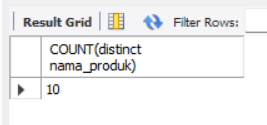 Result Grid Filter Rows:
COUNT(distinct
nama_produk)
10